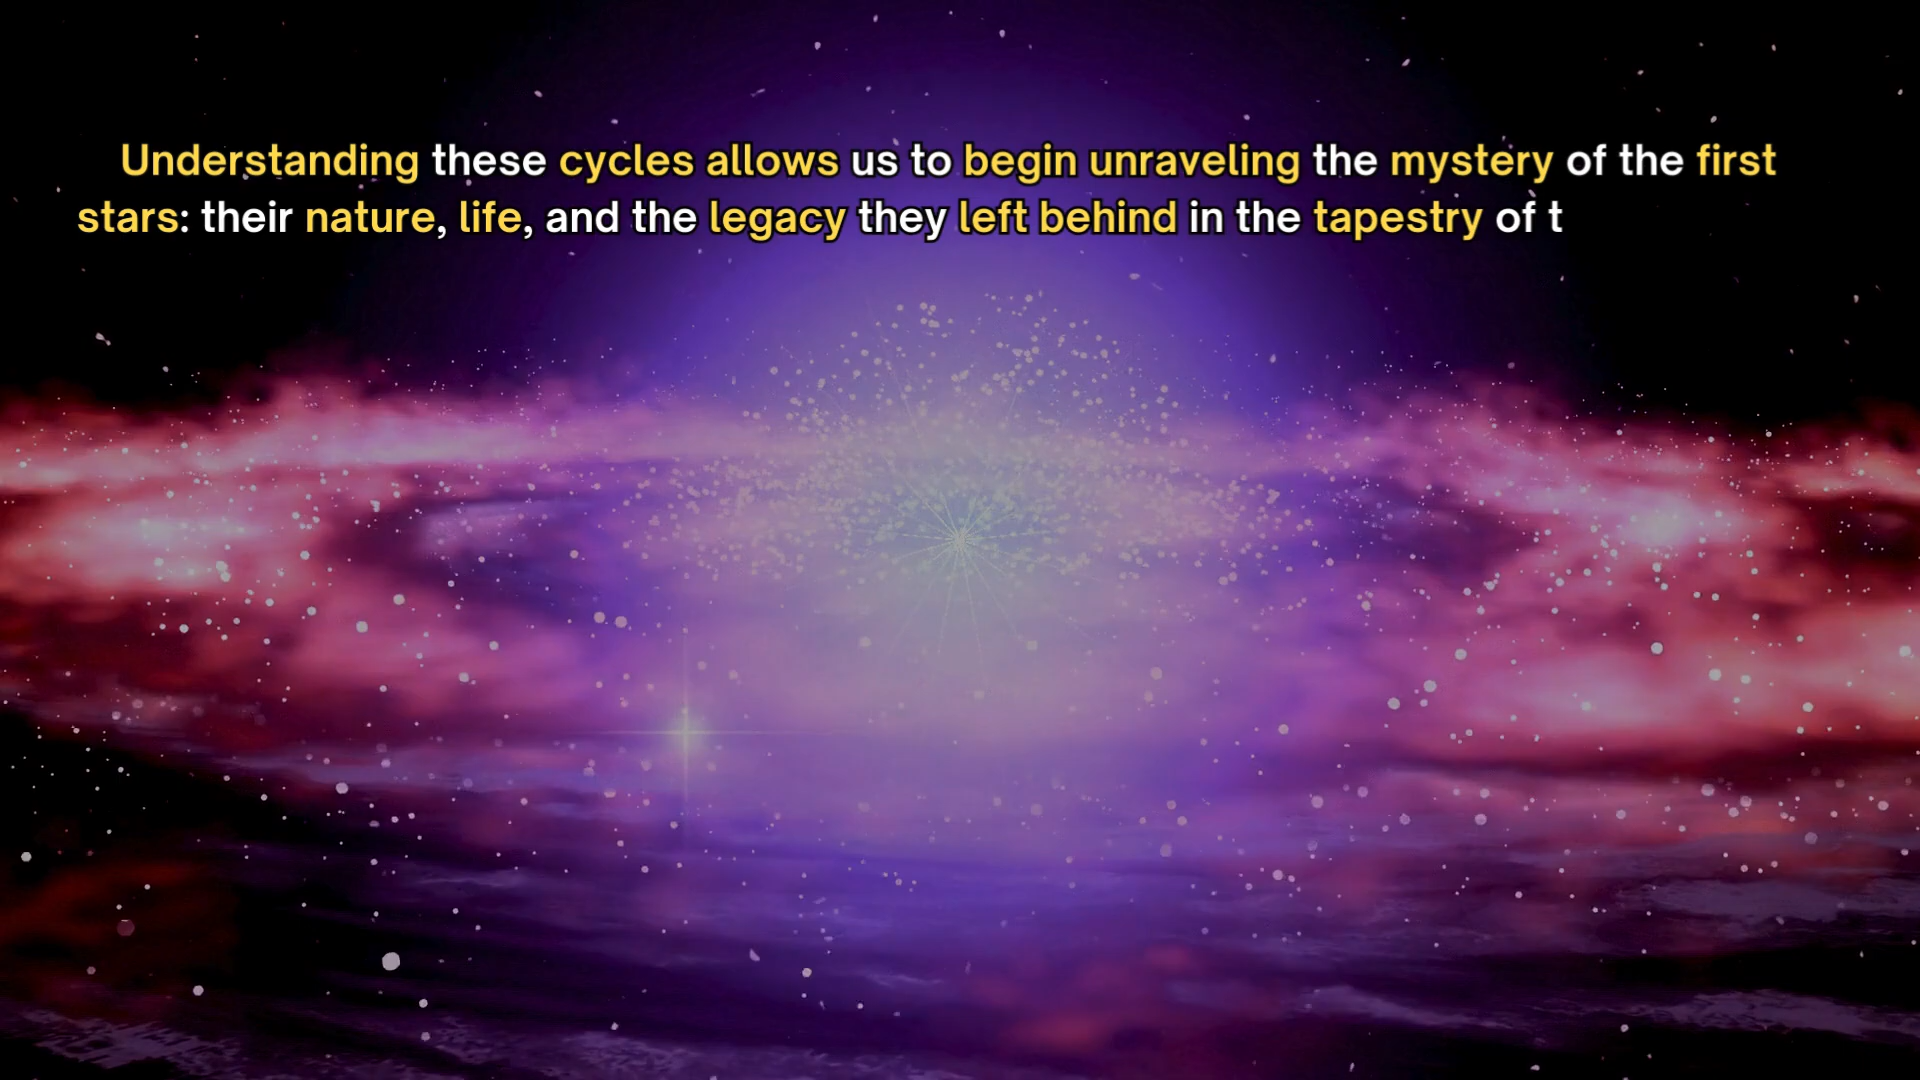 Understanding these cycles allows us to begin unraveling the mystery of the first
stars: their nature, life, and the legacy they left behind in the tapestry of t